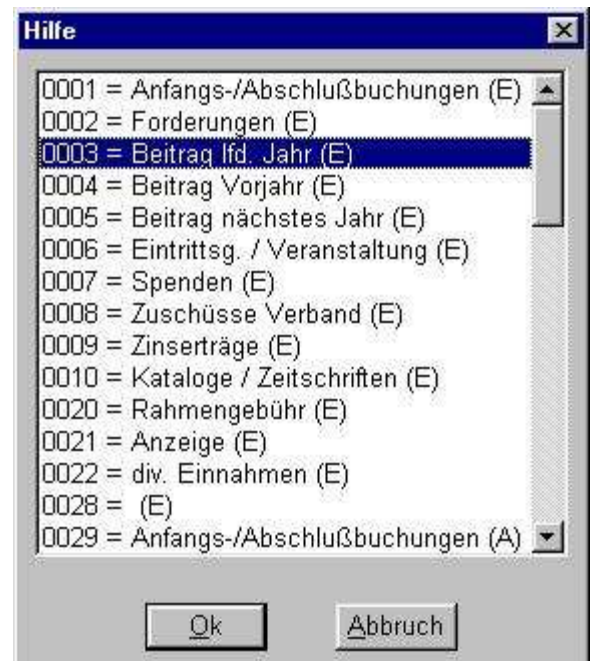 Hilfe
0001 = Anfangs-/Abschlußbuchungen (E)
0002 = Forderungen (E)
0003 = Beitrag lfd. Jahr (E)
0004 = Beitrag Vorjahr (E)
0005 = Beitrag nächstes Jahr (E)
0006 = Eintrittsg. / Veranstaltung (E)
0007 = Spenden (E)
0008 = Zuschüsse Verband (E)
0009 = Zinserträge (E)
0010 = Kataloge / Zeitschriften (E)
0020 = Rahmengebühr (E)
0021 = Anzeige (E)
0022 = div. Einnahmen (E)
0028 =  (E)
0029 = Anfangs-/Abschlußbuchungen (A)
Ok Abbruch